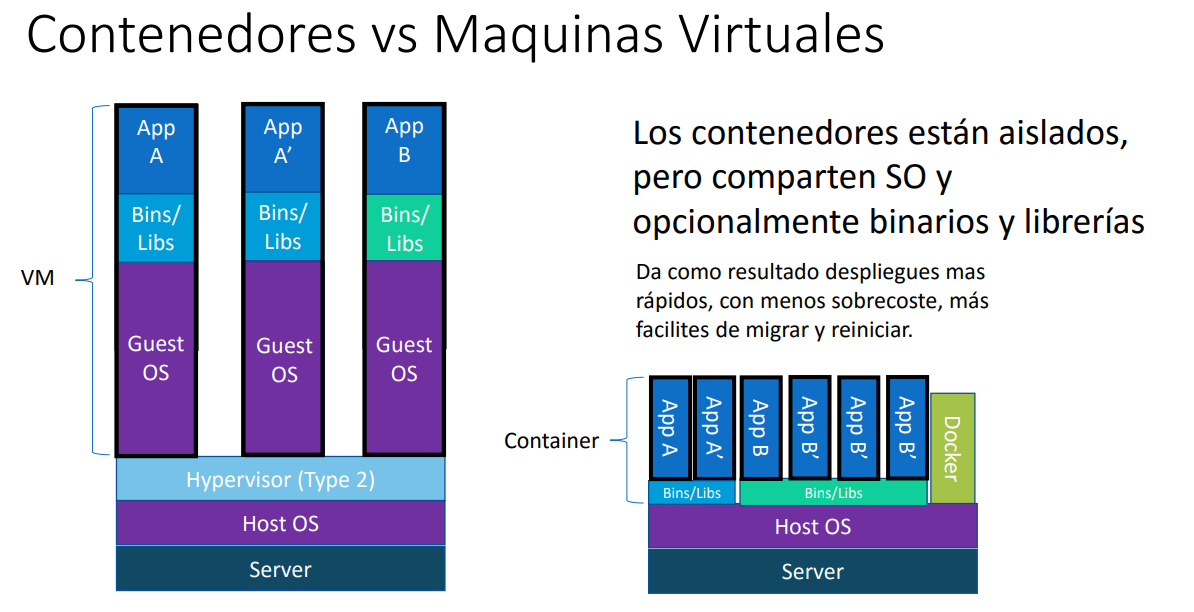 Contenedores vs Maquinas Virtuales
VM
App
A
Bins/
Libs
Guest
OS
App
A’
Bins/
Libs
Guest
OS
App
B
Bins/
Libs
Guest
OS
Hypervisor (Type 2)
Host OS
Server
Los contenedores están aislados,
pero comparten SO y
opcionalmente binarios y librerías
Da como resultado despliegues mas
rápidos, con menos sobrecoste, más
facilites de migrar y reiniciar.
Container
App A
App A’
App B
App B’
App B’
App B’
Docker
Bins/Libs
Bins/Libs
Host OS
Server